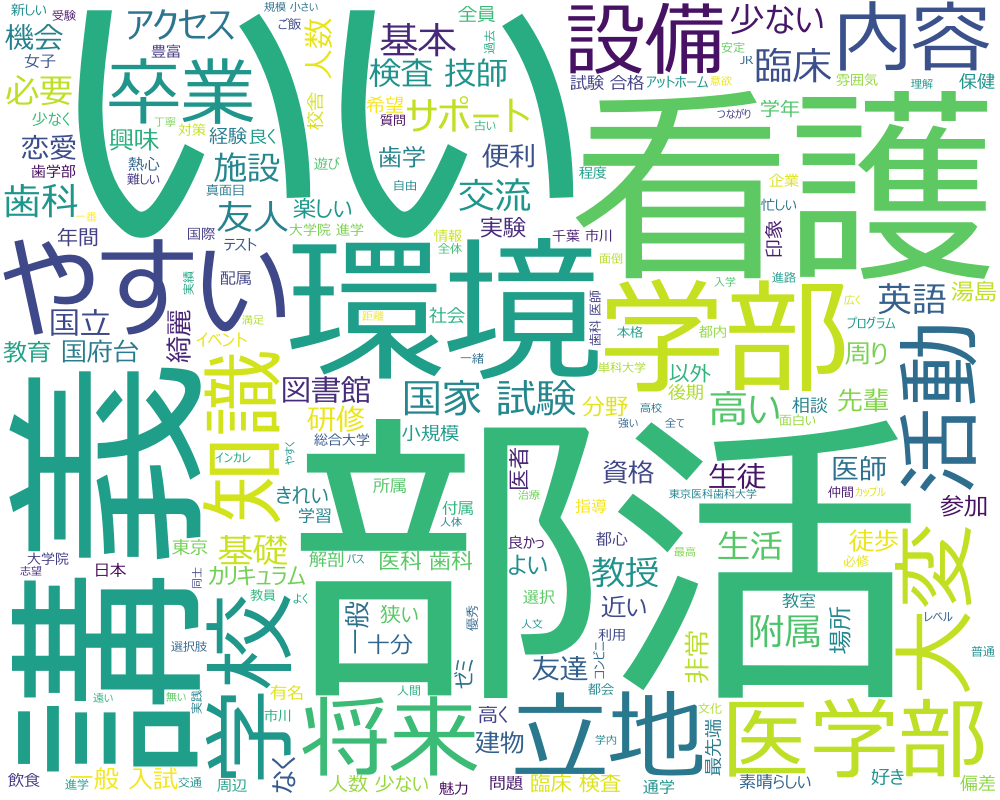 新しい
規模 小さい
受験
ご飯
全員
過去
機会
アクセス
豊富
女子
卒業
いい
人数
基本
設備
少ない
内容
安定
JR
臨床
雰囲気
保健
必要
少なく
丁寧
対策
校舎
検査 技師
希望
質問
サポート
古い
試験 合格
アットホーム
意欲
理解
つながり
学年
看護
恋愛
興味
経験
良く
熱心
難しい
施設
遊び
歯学
便利
程度
歯学部
歯科
真面目
自由
企業
忙しい
一番
友人
楽しい
大学院 進学
交流
実験
年間
国際
テスト
情報
全体
千葉 市川
面倒
印象
やすい
配属
実績
環境
学部
入学
進路
英語
湯島
国立
満足
距離
社会
歯科 医師
本格
都内
プログラム
広く
教育
国府台
綺麗
イベント
一緒
単科大学
周り
活動
講義
知識
図書館
国家 試験
高校
以外
後期
高い
相談
面白い
先輩
研修
分野
強い
全て
小規模
総合大学
インカレ
やすく
部活
医者
資格
生徒
医師
きれい
所属
付属
治療
指導
東京医科歯科大学
仲間
カップル
参加
学習
人体
大学院
志望
東京
基礎
解剖
バス
医科 歯科
良かっ
都心
最高
生活
徒歩
大変
日本
カリキュラム
よい
教授
必修
同士
教員
よく
学校
一般
狭い
優秀
選択
近い
教室
レベル
選択肢
十分
人文
利用
附属
場所
普通
ゼミ
友達
コンビニ
非常
遠い
無い
実践
有名
人間
都会
文化
市川
将来
高く
立地
医学部
建物
学内
最先端
飲食
進学
一般 入試
交通
周辺
なく
人数 少ない
魅力
問題
臨床 検査
通学
素晴らしい
好き
偏差